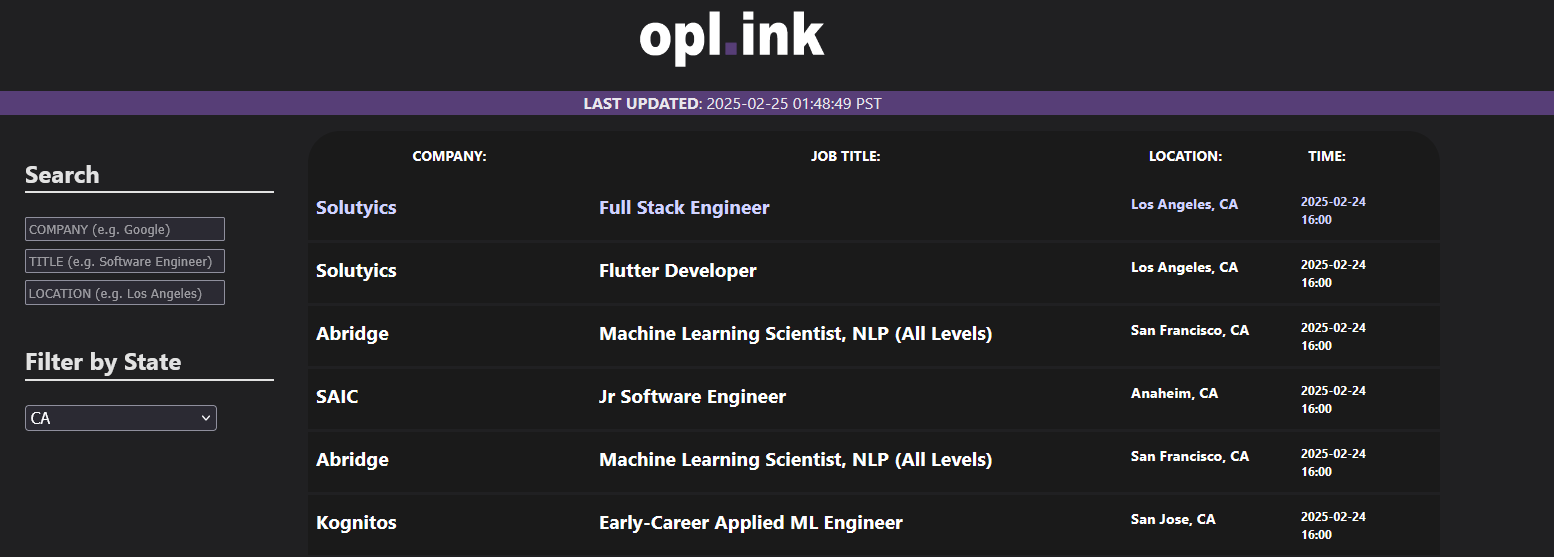 opl.ink
LAST UPDATED: 2025-02-25 01:48:49 PST
Search
COMPANY (e.g. Google)
TITLE (e.g. Software Engineer)
LOCATION (e.g. Los Angeles)
Filter by State
CA
COMPANY: JOB TITLE: LOCATION: TIME:
Solutyics Full Stack Engineer Los Angeles, CA 2025-02-24
16:00
Solutyics Flutter Developer Los Angeles, CA 2025-02-24
16:00
Abridge Machine Learning Scientist, NLP (All Levels) San Francisco, CA 2025-02-24
16:00
SAIC Jr Software Engineer Anaheim, CA 2025-02-24
16:00
Abridge Machine Learning Scientist, NLP (All Levels) San Francisco, CA 2025-02-24
16:00
Kognitos Early-Career Applied ML Engineer San Jose, CA 2025-02-24
16:00